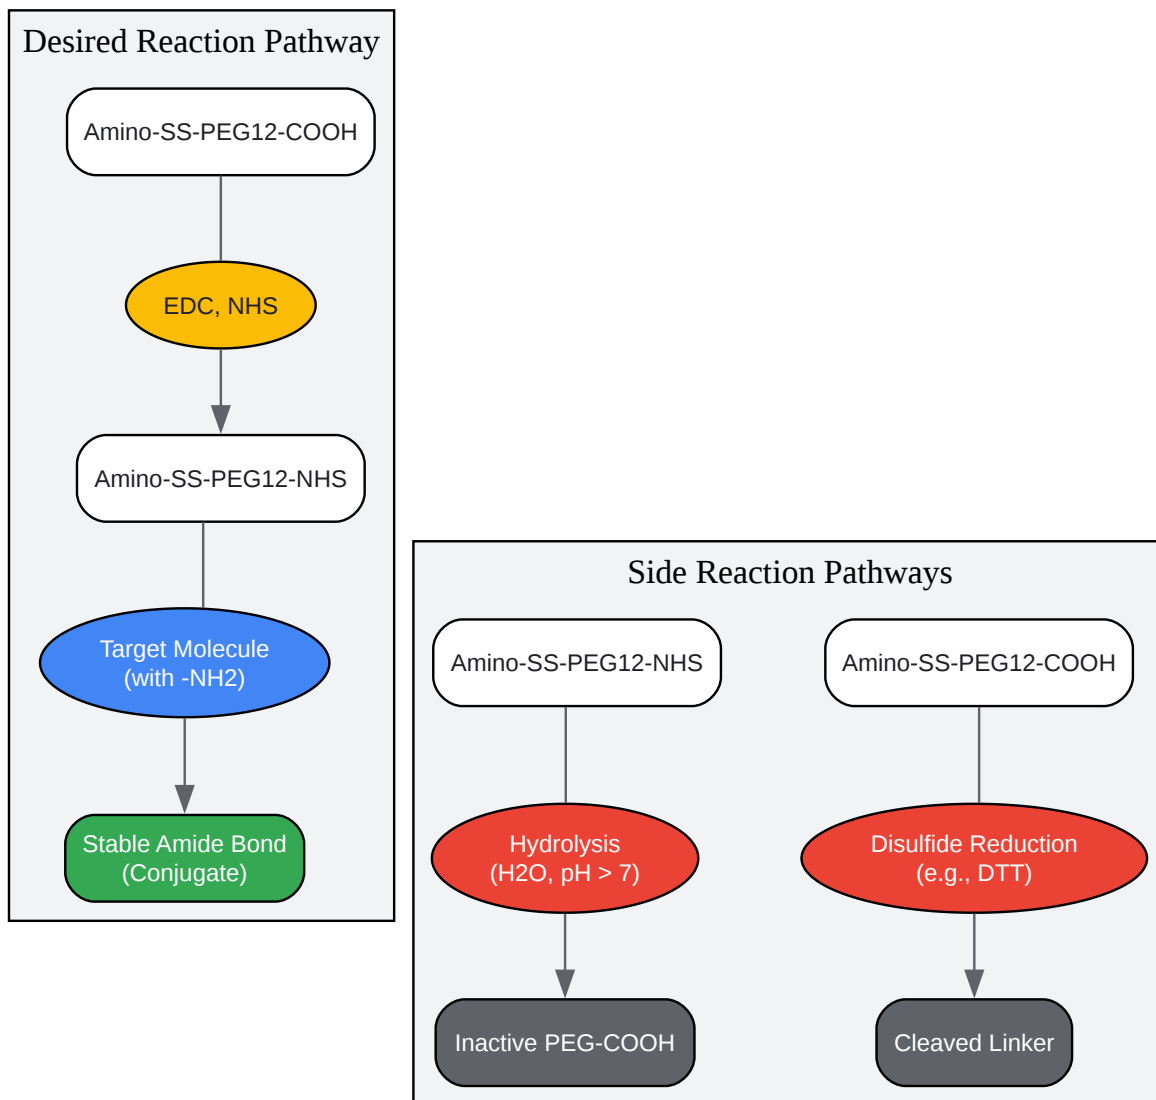 Desired Reaction Pathway
Amino-SS-PEG12-COOH
EDC, NHS
Amino-SS-PEG12-NHS
Target Molecule
(with -NH2)
Stable Amide Bond
(Conjugate)
Side Reaction Pathways
Amino-SS-PEG12-NHS
Hydrolysis
(H2O, pH > 7)
Inactive PEG-COOH
Amino-SS-PEG12-COOH
Disulfide Reduction
(e.g., DTT)
Cleaved Linker